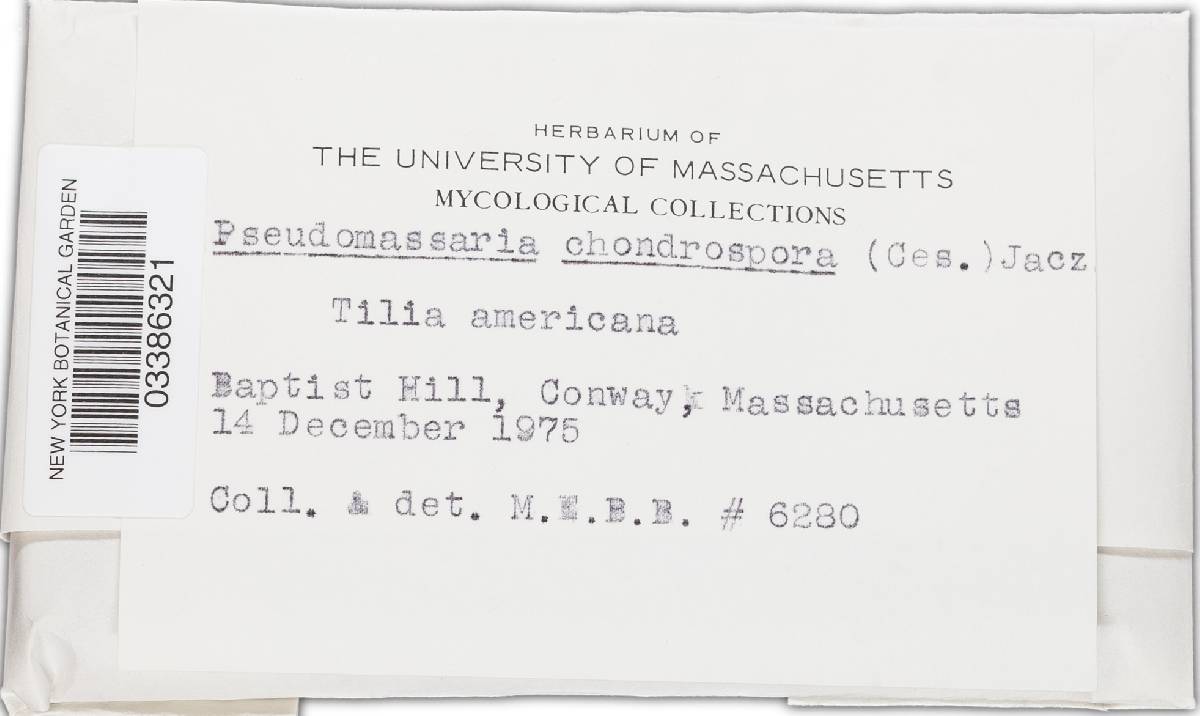 HERBARIUM OF
THE UNIVERSITY OF MASSACHUSETTS
MYCOLOGICAL COLLECTIONS
Pseudomassaria chondrospora (Ces.)Jacz
Tilia americana
Baptist Hill, Conway, Massachusetts
14 December 1975
Coll. & det. M.E.B.B. # 6280
NEW YORK BOTANICAL GARDEN
03386321